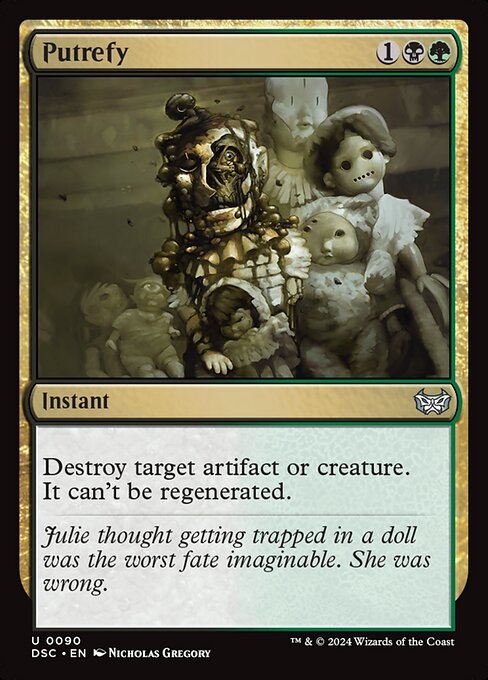 Putrefy 1
Instant
Destroy target artifact or creature.
It can't be regenerated.
Julie thought getting trapped in a doll
was the worst fate imaginable. She was
wrong.
U 0090
DSC • EN Nicholas Gregory
™ & © 2024 Wizards of the Coast